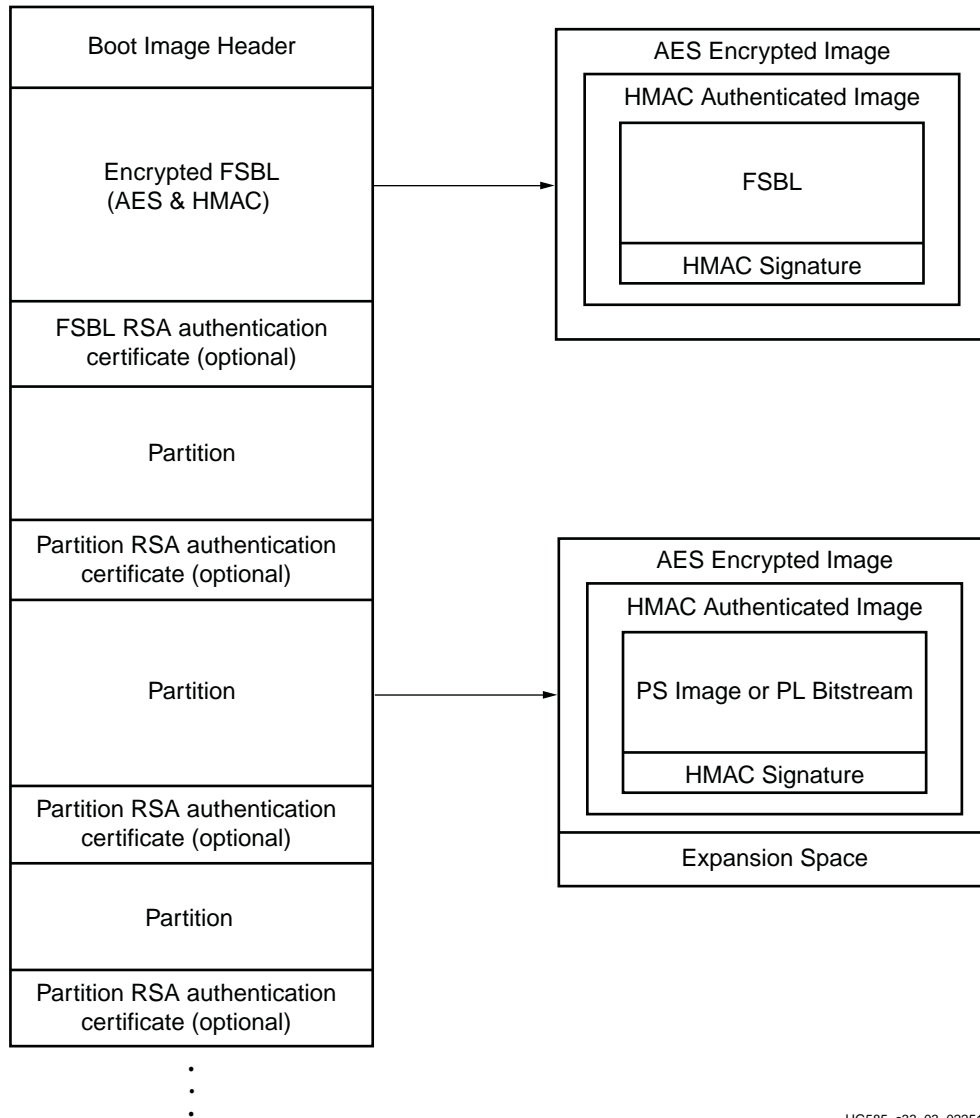 Boot Image Header
Encrypted FSBL
(AES & HMAC)
FSBL RSA authentication
certificate (optional)
Partition
Partition RSA authentication
certificate (optional)
Partition
Partition RSA authentication
certificate (optional)
Partition
Partition RSA authentication
certificate (optional)
AES Encrypted Image
HMAC Authenticated Image
FSBL
HMAC Signature
AES Encrypted Image
HMAC Authenticated Image
PS Image or PL Bitstream
HMAC Signature
Expansion Space